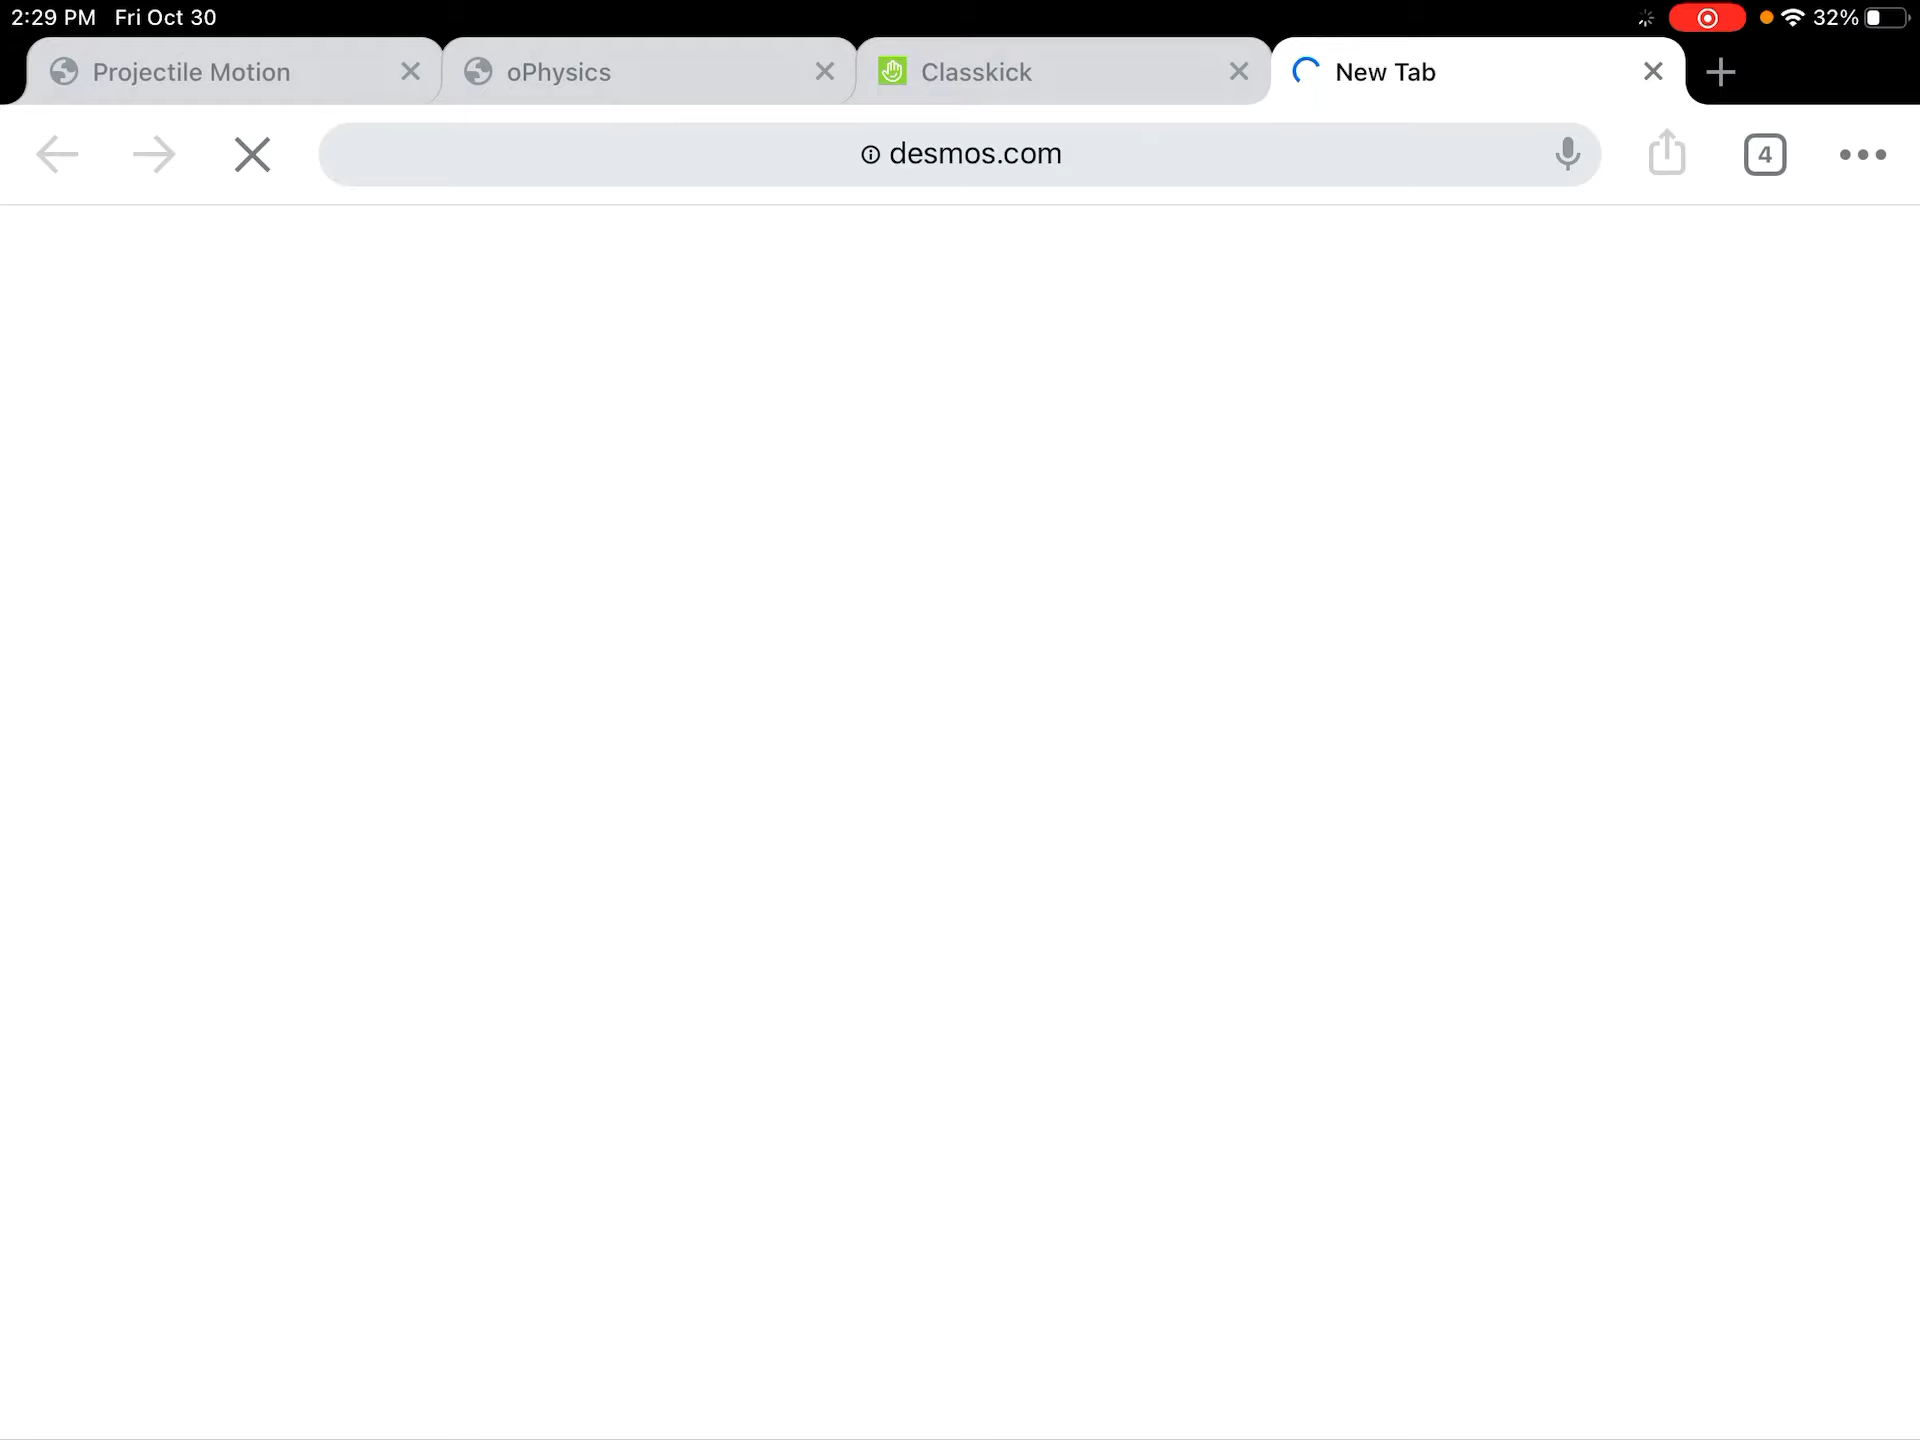 2:29 PM Fri Oct 30 32%
Projectile Motion oPhysics Classkick New Tab
desmos.com 4